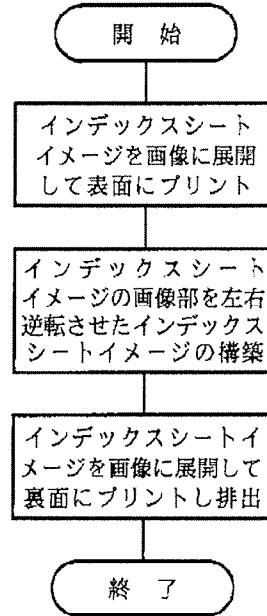 開 始
インデックスシート
イメージを画像に展開
して表面にプリント
インデックスシート
イメージの画像部を左右
逆転させたインデックス
シートイメージの構築
インデックスシートイ
メージを画像に展開して
裏面にプリントし排出
終 了